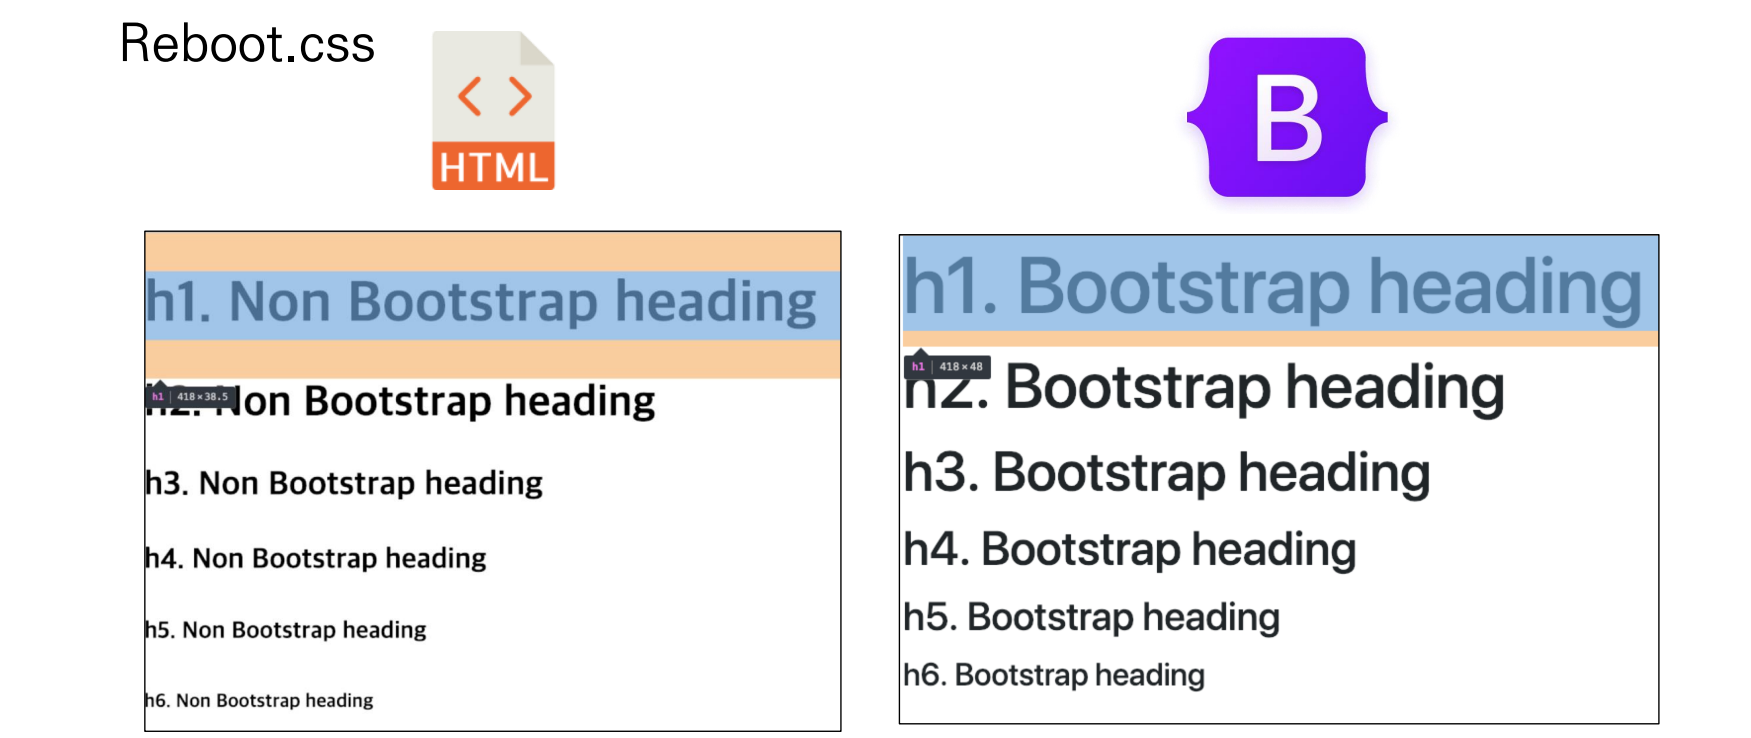 Reboot.css
HTML
B
h1. Non Bootstrap heading
h1 | 418×38.5
h2. Non Bootstrap heading
h3. Non Bootstrap heading
h4. Non Bootstrap heading
h5. Non Bootstrap heading
h6. Non Bootstrap heading
h1. Bootstrap heading
h1 | 418×48
h2. Bootstrap heading
h3. Bootstrap heading
h4. Bootstrap heading
h5. Bootstrap heading
h6. Bootstrap heading